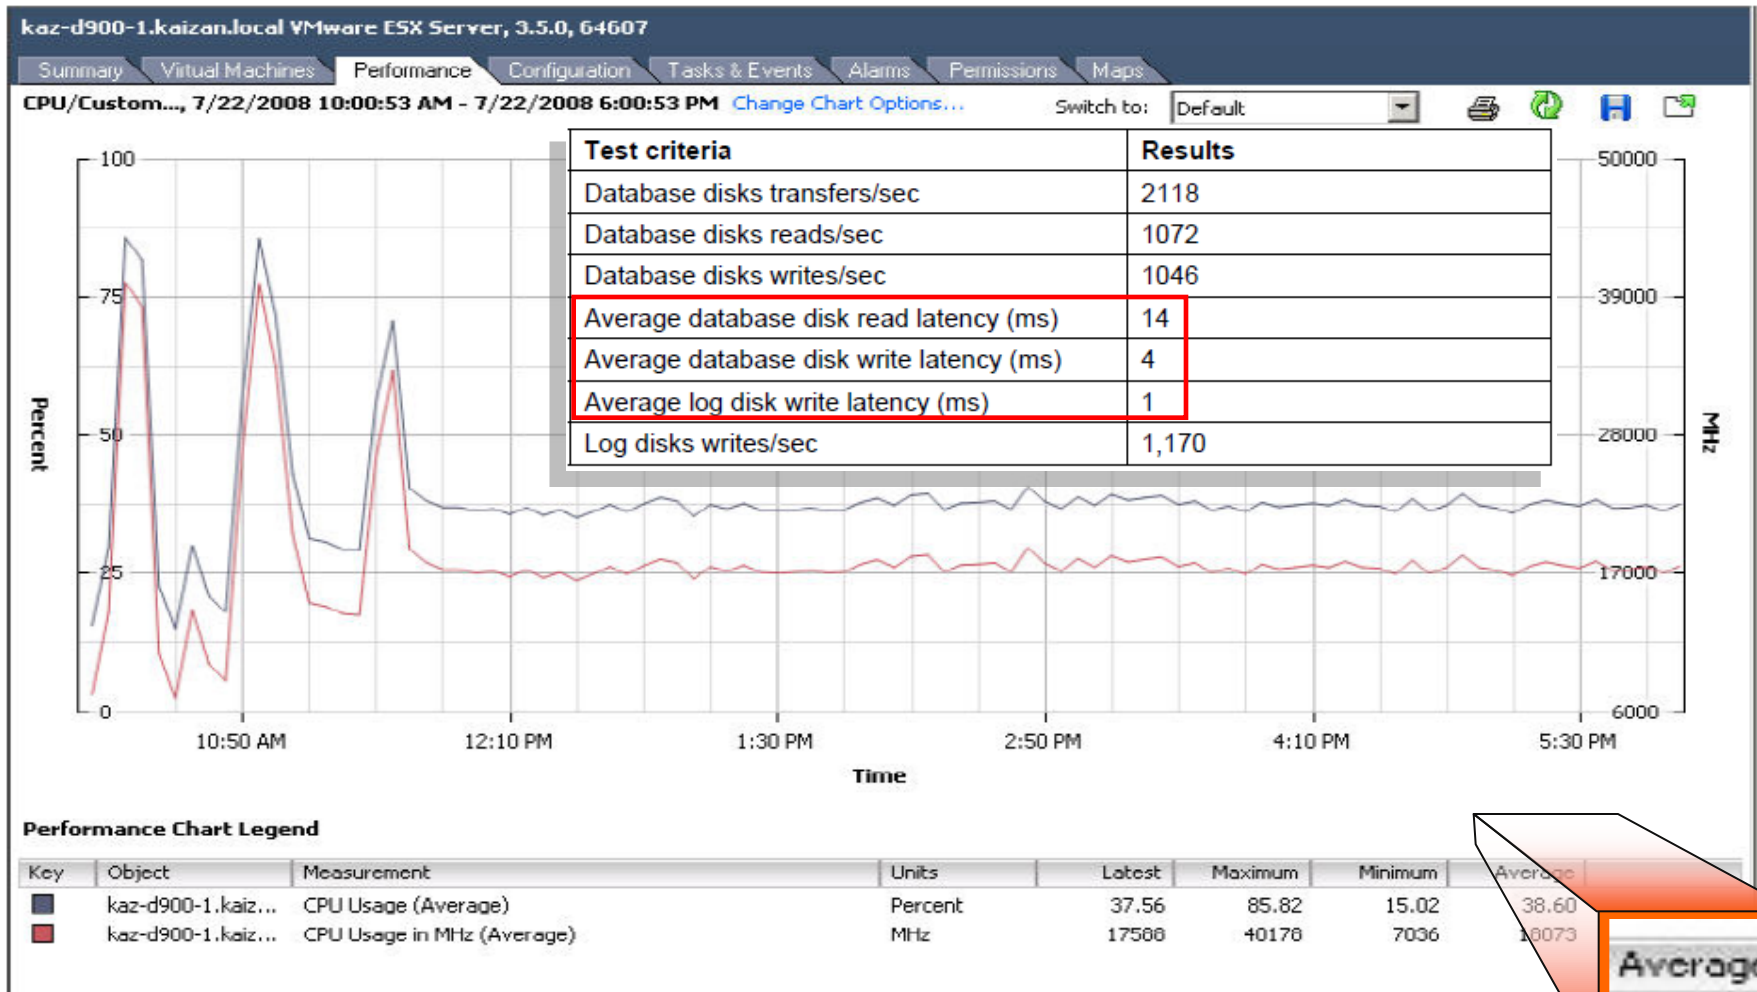 kaz-d900-1.kaizan.local VMware ESX Server, 3.5.0, 64607
Summary Virtual Machines Performance Configuration Tasks & Events Alarms Permissions Maps
CPU/Custom..., 7/22/2008 10:00:53 AM - 7/22/2008 6:00:53 PM Change Chart Options... Switch to: Default
Test criteria Results
Database disks transfers/sec 2118
Database disks reads/sec 1072
Database disks writes/sec 1046
Average database disk read latency (ms) 14
Average database disk write latency (ms) 4
Average log disk write latency (ms) 1
Log disks writes/sec 1,170
100 50000
75 39000
50 28000
25 17000
0 6000
Percent
MHz
10:50 AM 12:10 PM 1:30 PM 2:50 PM 4:10 PM 5:30 PM
Time
Performance Chart Legend
Key Object Measurement Units Latest Maximum Minimum Average
kaz-d900-1.kaiz... CPU Usage (Average) Percent 37.56 85.82 15.02 38.60
kaz-d900-1.kaiz... CPU Usage in MHz (Average) MHz 17588 40178 7036 18073
Average